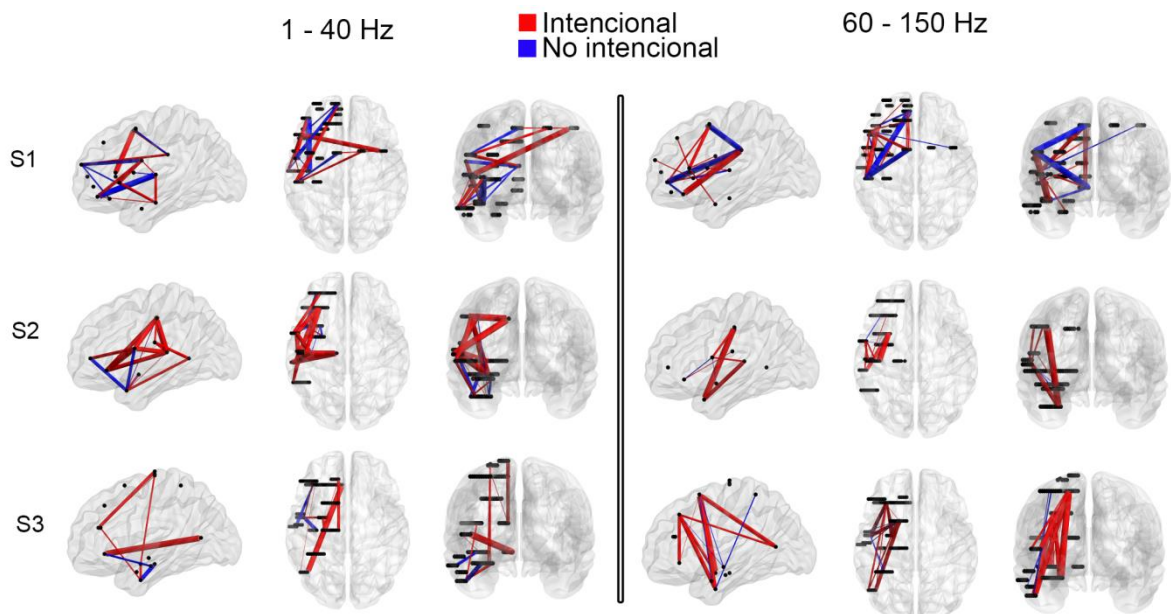 1 - 40 Hz
Intencional
No intencional
60 - 150 Hz
S1
S2
S3